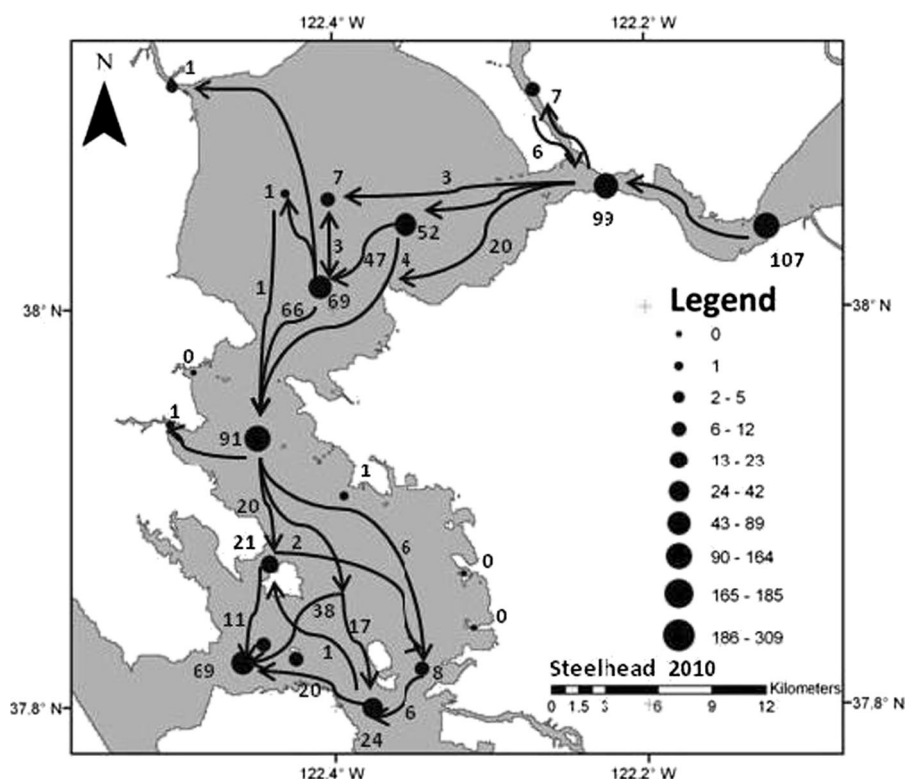 122.4° W 122.2° W
N
1
7
6
3
7
1
99
52
20
107
47
4
3
69
1
66
38° N 38° N
Legend
0
1
2 - 5
6 - 12
13 - 23
24 - 42
43 - 89
90 - 164
165 - 185
186 - 309
0
1
91
1
20
6
21
2
0
38
0
11
17
1
69
8
20
6
24
Steelhead 2010
Kilometers
0 1.5 3 6 9 12
37.8° N 37.8° N
122.4° W 122.2° W